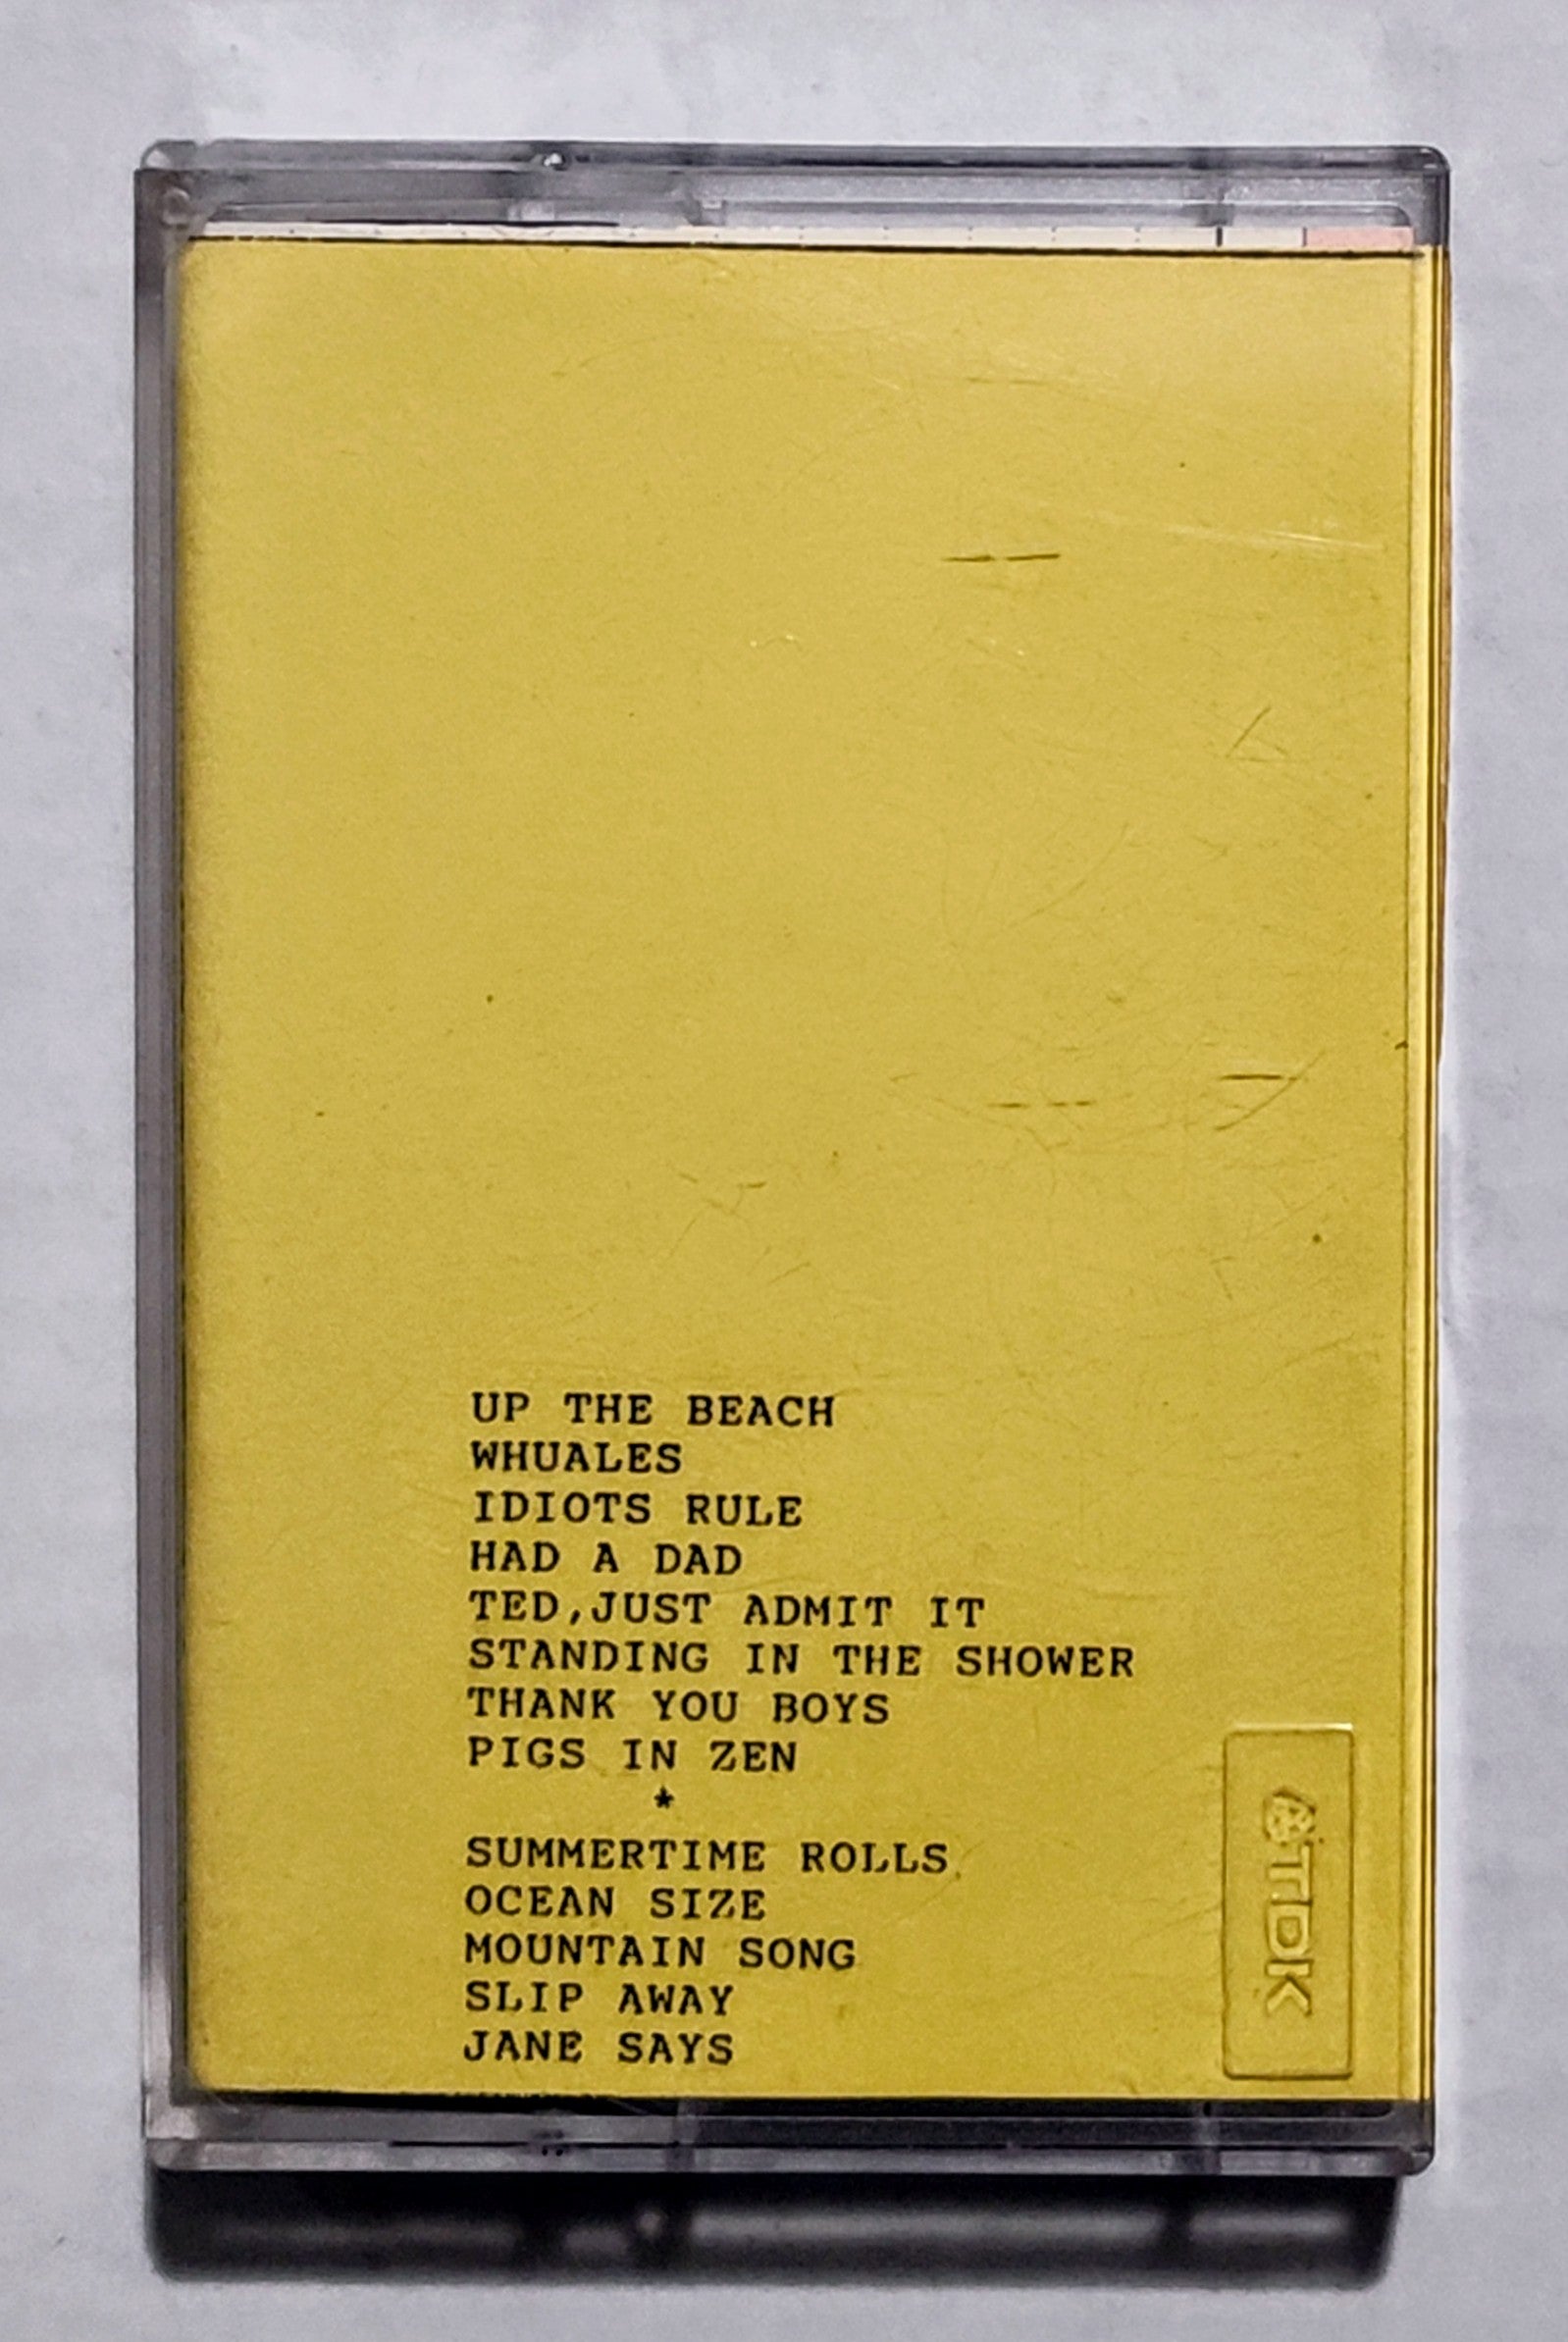 UP THE BEACH
WHUALES
IDIOTS RULE
HAD A DAD
TED,JUST ADMIT IT
STANDING IN THE SHOWER
THANK YOU BOYS
PIGS IN ZEN
*
SUMMERTIME ROLLS
OCEAN SIZE
MOUNTAIN SONG
SLIP AWAY
JANE SAYS
TDK